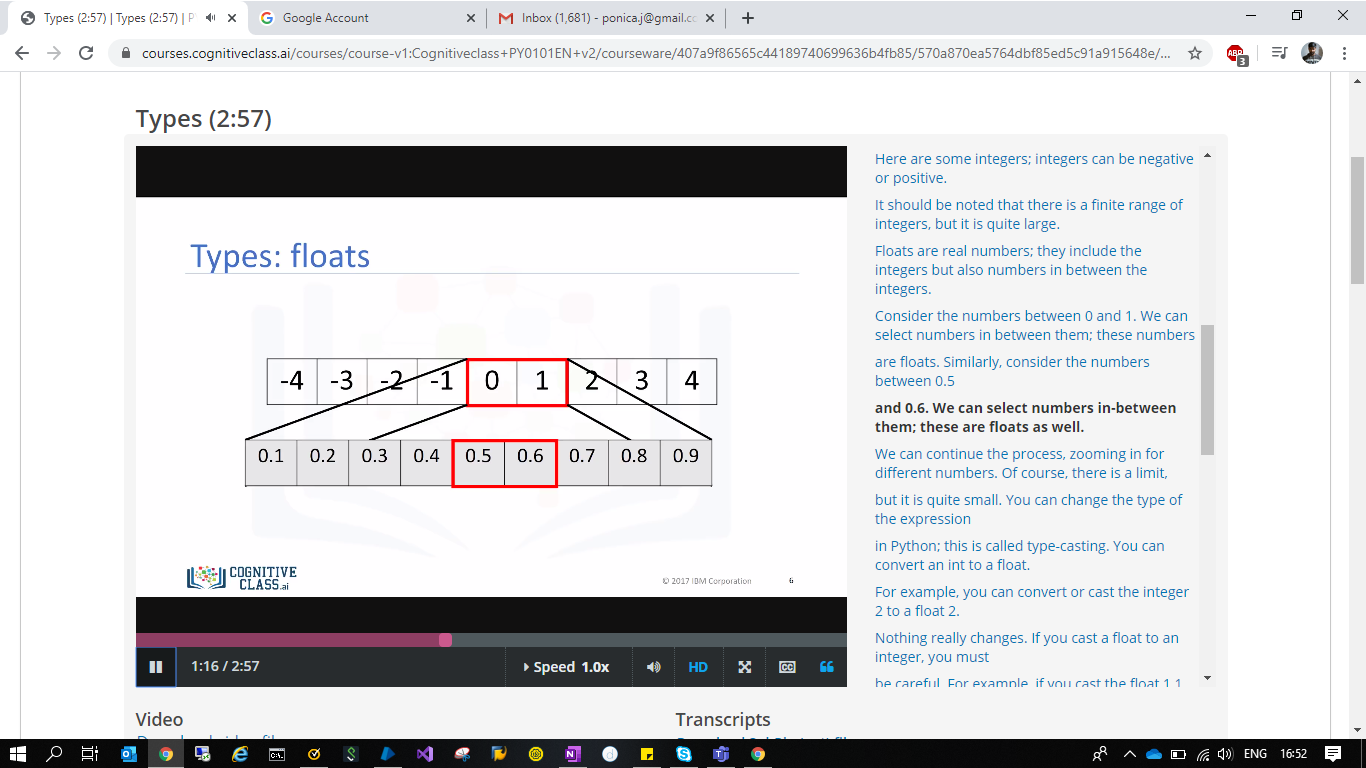 Types (2:57) | Types (2:57) | P
Google Account
Inbox (1,681) - ponica.j@gmail.co
courses.cognitiveclass.ai/courses/course-v1:Cognitiveclass+PY0101EN+v2/courseware/407a9f86565c44189740699636b4fb85/570a870ea5764dbf85ed5c91a915648e/...
ABP
3
Types (2:57)
Types: floats
-4 -3 -2 -1 0 1 2 3 4
0.1 0.2 0.3 0.4 0.5 0.6 0.7 0.8 0.9
COGNITIVE
CLASS.ai
© 2017 IBM Corporation
6
1:16 / 2:57
Speed 1.0x
HD
CC
Here are some integers; integers can be negative
or positive.
It should be noted that there is a finite range of
integers, but it is quite large.
Floats are real numbers; they include the
integers but also numbers in between the
integers.
Consider the numbers between 0 and 1. We can
select numbers in between them; these numbers
are floats. Similarly, consider the numbers
between 0.5
and 0.6. We can select numbers in-between
them; these are floats as well.
We can continue the process, zooming in for
different numbers. Of course, there is a limit,
but it is quite small. You can change the type of
the expression
in Python; this is called type-casting. You can
convert an int to a float.
For example, you can convert or cast the integer
2 to a float 2.
Nothing really changes. If you cast a float to an
integer, you must
be careful. For example, if you cast the float 1.1
Video
Transcripts
ENG
16:52